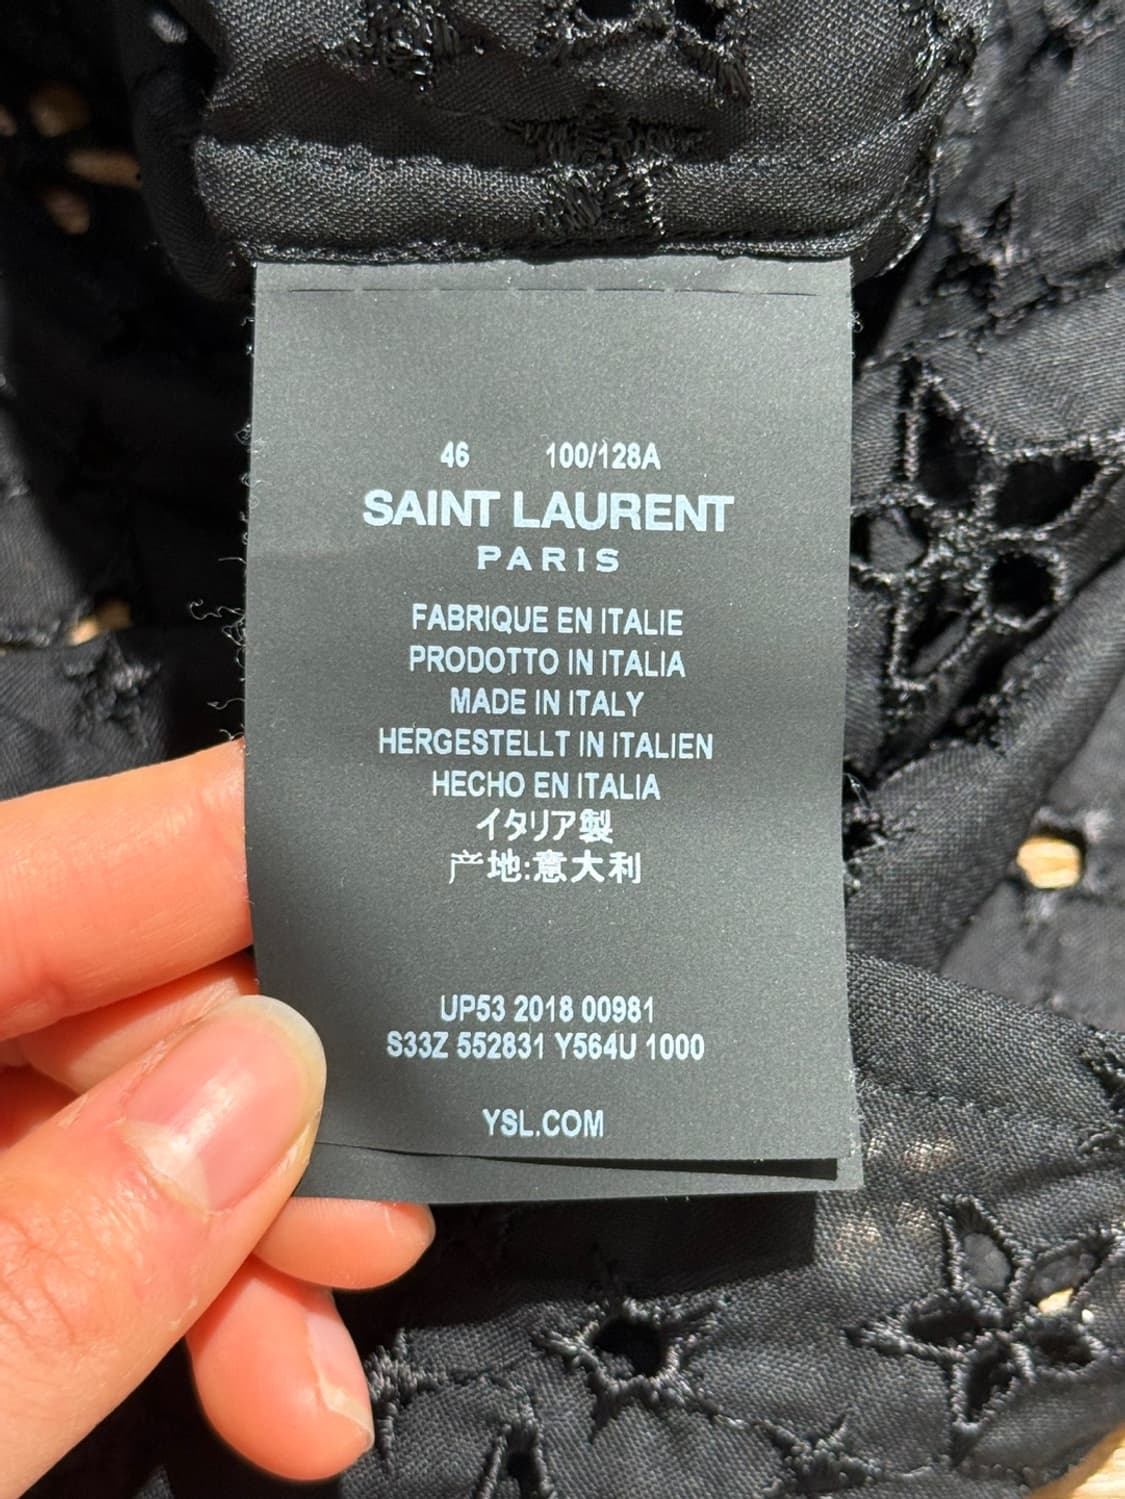 46 100/128A
SAINT LAURENT
PARIS
FABRIQUE EN ITALIE
PRODOTTO IN ITALIA
MADE IN ITALY
HERGESTELLT IN ITALIEN
HECHO EN ITALIA
イタリア製
产地:意大利
UP53 2018 00981
S33Z 552831 Y564U 1000
YSL.COM